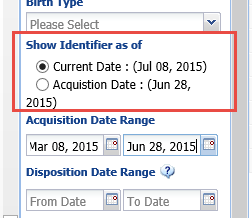 Birth Type
Please Select
Show Identifier as of
Current Date : (Jul 08, 2015)
Acquistion Date : (Jun 28,
2015)
Acquisition Date Range
Mar 08, 2015 Jun 28, 2015
Disposition Date Range ?
From Date To Date